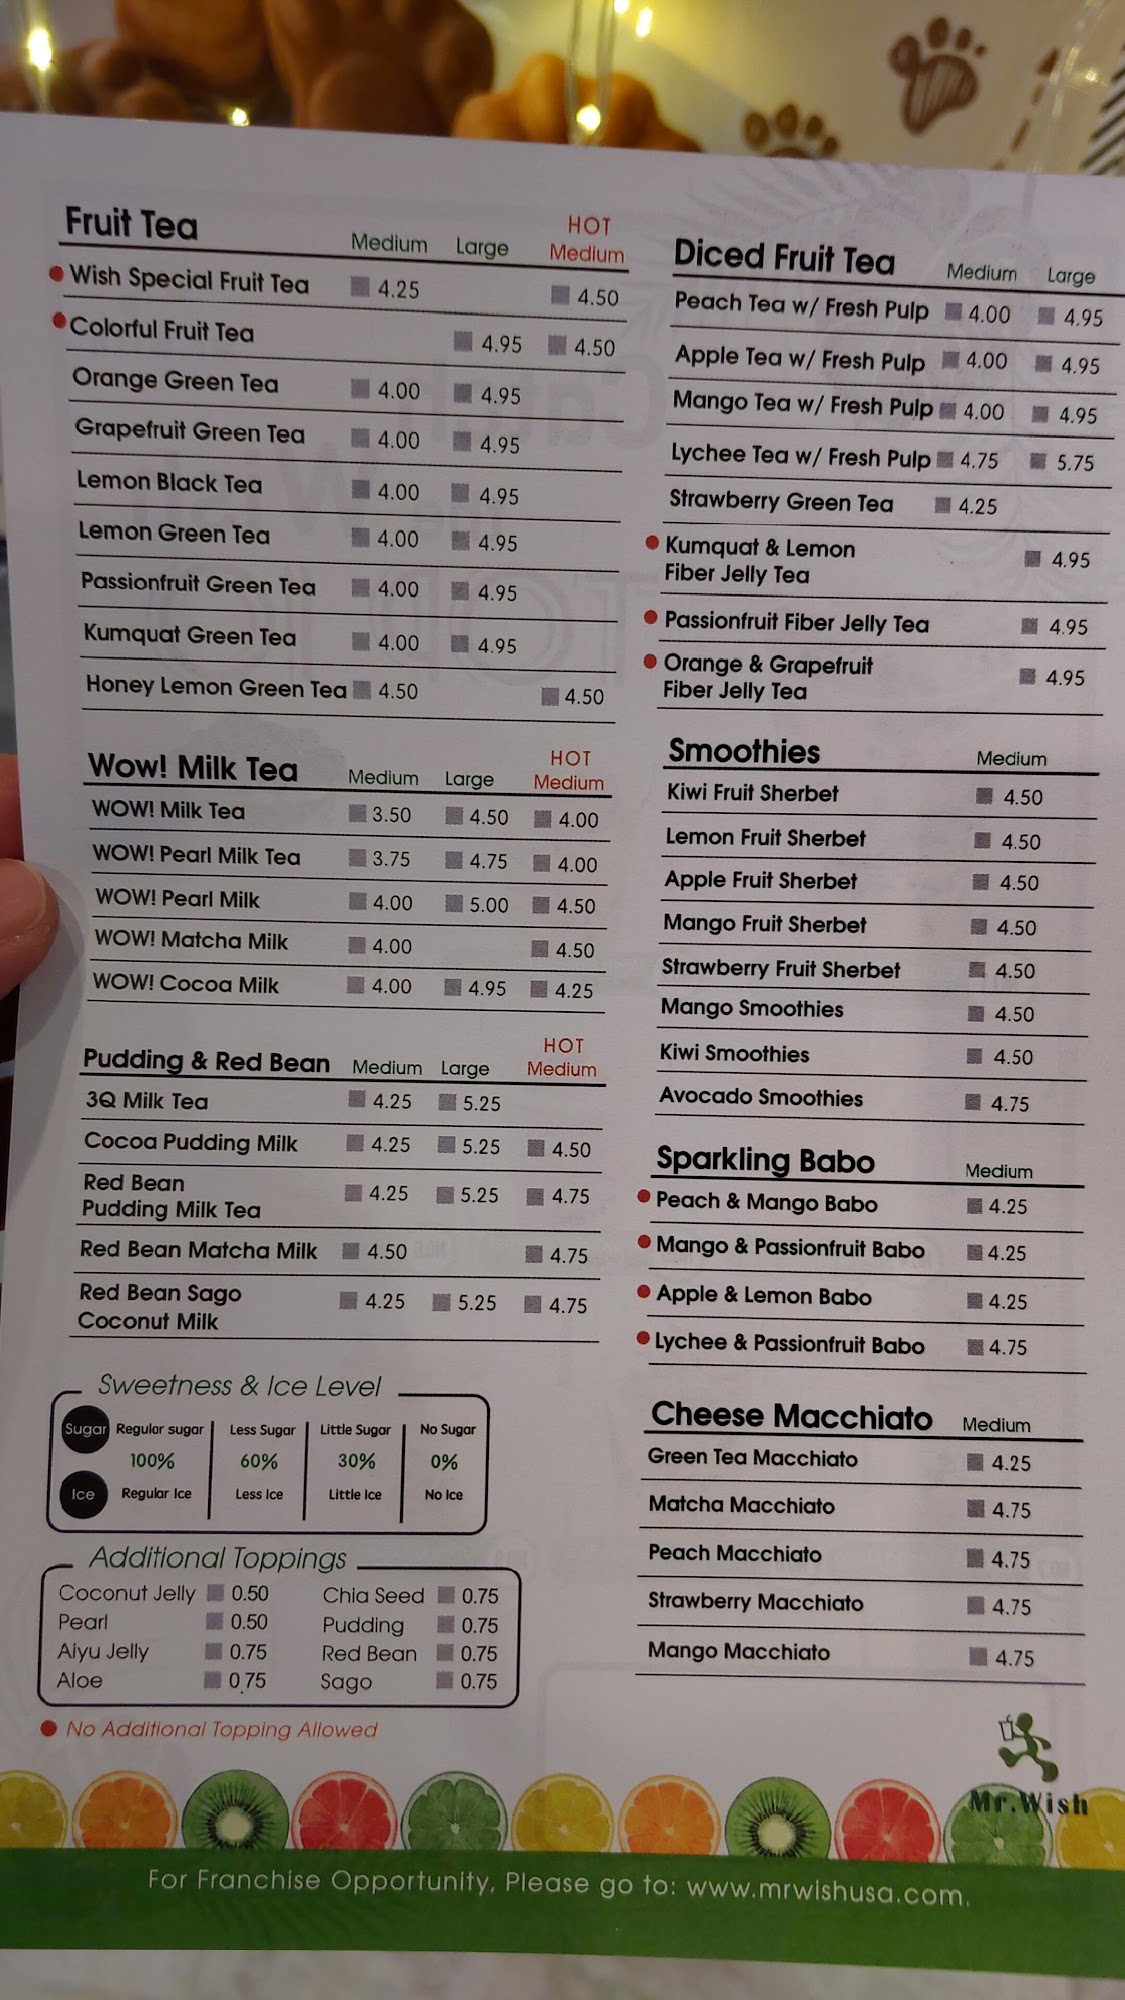 Fruit Tea Medium Large HOT Medium
Wish Special Fruit Tea 4.25 4.50
Colorful Fruit Tea 4.95 4.50
Orange Green Tea 4.00 4.95
Grapefruit Green Tea 4.00 4.95
Lemon Black Tea 4.00 4.95
Lemon Green Tea 4.00 4.95
Passionfruit Green Tea 4.00 4.95
Kumquat Green Tea 4.00 4.95
Honey Lemon Green Tea 4.50 4.50
Wow! Milk Tea Medium Large HOT Medium
WOW! Milk Tea 3.50 4.50 4.00
WOW! Pearl Milk Tea 3.75 4.75 4.00
WOW! Pearl Milk 4.00 5.00 4.50
WOW! Matcha Milk 4.00 4.50
WOW! Cocoa Milk 4.00 4.95 4.25
Pudding & Red Bean Medium Large HOT Medium
3Q Milk Tea 4.25 5.25
Cocoa Pudding Milk 4.25 5.25 4.50
Red Bean
Pudding Milk Tea 4.25 5.25 4.75
Red Bean Matcha Milk 4.50 4.75
Red Bean Sago
Coconut Milk 4.25 5.25 4.75
Sweetness & Ice Level
Sugar Regular sugar Less Sugar Little Sugar No Sugar
100% 60% 30% 0%
Ice Regular Ice Less Ice Little Ice No Ice
Additional Toppings
Coconut Jelly 0.50 Chia Seed 0.75
Pearl 0.50 Pudding 0.75
Aiyu Jelly 0.75 Red Bean 0.75
Aloe 0.75 Sago 0.75
No Additional Topping Allowed
Diced Fruit Tea Medium Large
Peach Tea w/ Fresh Pulp 4.00 4.95
Apple Tea w/ Fresh Pulp 4.00 4.95
Mango Tea w/ Fresh Pulp 4.00 4.95
Lychee Tea w/ Fresh Pulp 4.75 5.75
Strawberry Green Tea 4.25
Kumquat & Lemon
Fiber Jelly Tea 4.95
Passionfruit Fiber Jelly Tea 4.95
Orange & Grapefruit
Fiber Jelly Tea 4.95
Smoothies Medium
Kiwi Fruit Sherbet 4.50
Lemon Fruit Sherbet 4.50
Apple Fruit Sherbet 4.50
Mango Fruit Sherbet 4.50
Strawberry Fruit Sherbet 4.50
Mango Smoothies 4.50
Kiwi Smoothies 4.50
Avocado Smoothies 4.75
Sparkling Babo Medium
Peach & Mango Babo 4.25
Mango & Passionfruit Babo 4.25
Apple & Lemon Babo 4.25
Lychee & Passionfruit Babo 4.75
Cheese Macchiato Medium
Green Tea Macchiato 4.25
Matcha Macchiato 4.75
Peach Macchiato 4.75
Strawberry Macchiato 4.75
Mango Macchiato 4.75
Mr.Wish
For Franchise Opportunity, Please go to: www.mrwishusa.com.